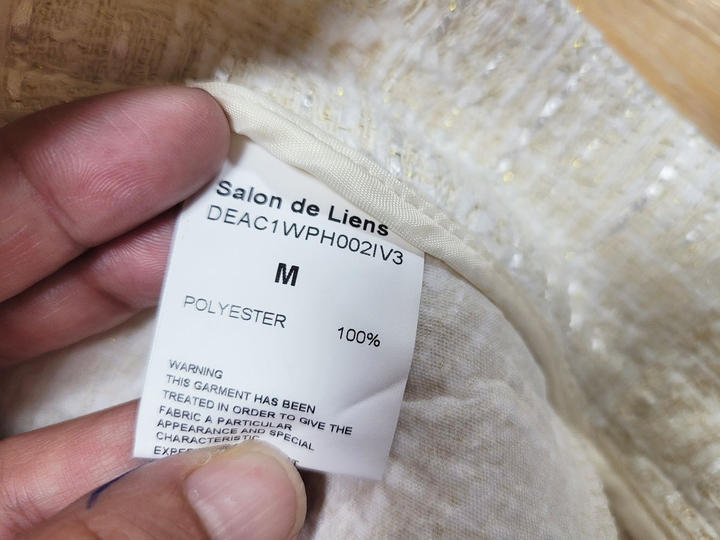 Salon de Liens
DEAC1WPH002IV3
M
POLYESTER 100%
WARNING
THIS GARMENT HAS BEEN
TREATED IN ORDER TO GIVE THE
FABRIC A PARTICULAR
APPEARANCE AND SPECIAL
CHARACTERISTIC